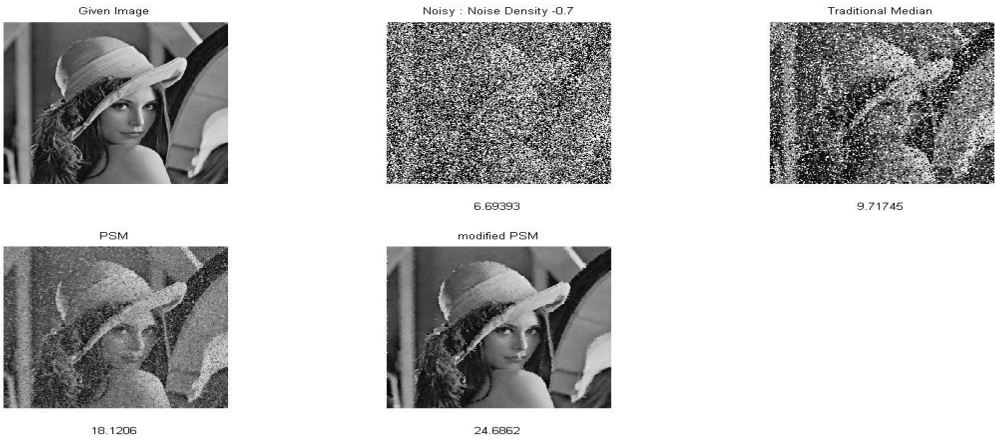 Given Image
Noisy : Noise Density -0.7
Traditional Median
6.69393
9.71745
PSM
modified PSM
18.1206
24.6862